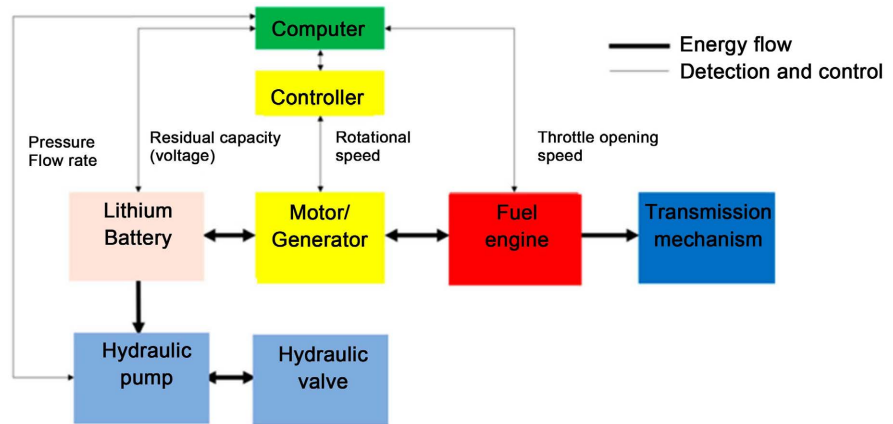 Computer
Energy flow
Detection and control
Controller
Pressure
Flow rate
Residual capacity
(voltage)
Rotational
speed
Throttle opening
speed
Lithium
Battery
Motor/
Generator
Fuel
engine
Transmission
mechanism
Hydraulic
pump
Hydraulic
valve